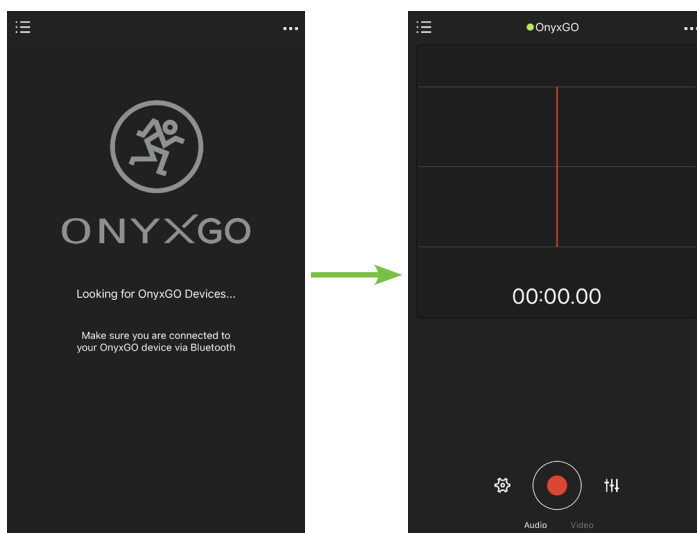 ONYXGO
Looking for OnyxGO Devices...
Make sure you are connected to
your OnyxGO device via Bluetooth
OnyxGO
00:00.00
Audio Video